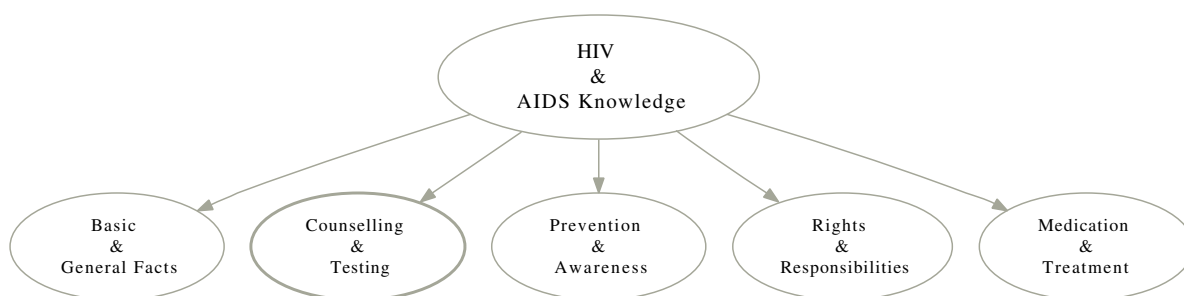 HIV
&
AIDS Knowledge
Basic
&
General Facts
Counselling
&
Testing
Prevention
&
Awareness
Rights
&
Responsibilities
Medication
&
Treatment